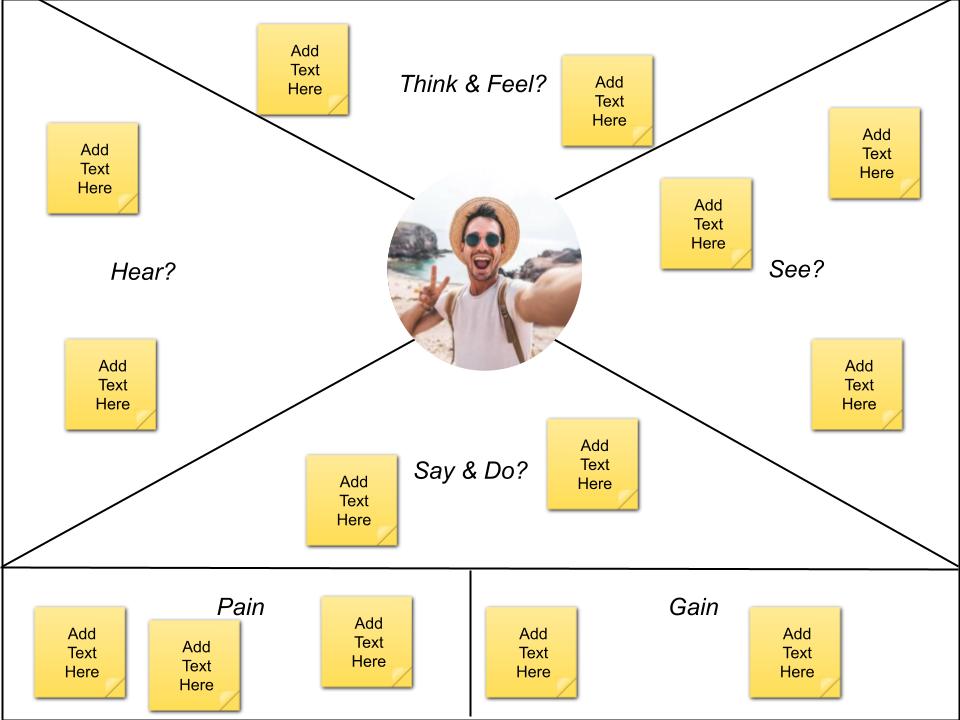 Add
Text
Here
Think & Feel?
Add
Text
Here
Add
Text
Here
Add
Text
Here
Add
Text
Here
Hear?
See?
Add
Text
Here
Add
Text
Here
Add
Text
Here
Say & Do?
Add
Text
Here
Pain
Add
Text
Here
Add
Text
Here
Add
Text
Here
Gain
Add
Text
Here
Add
Text
Here